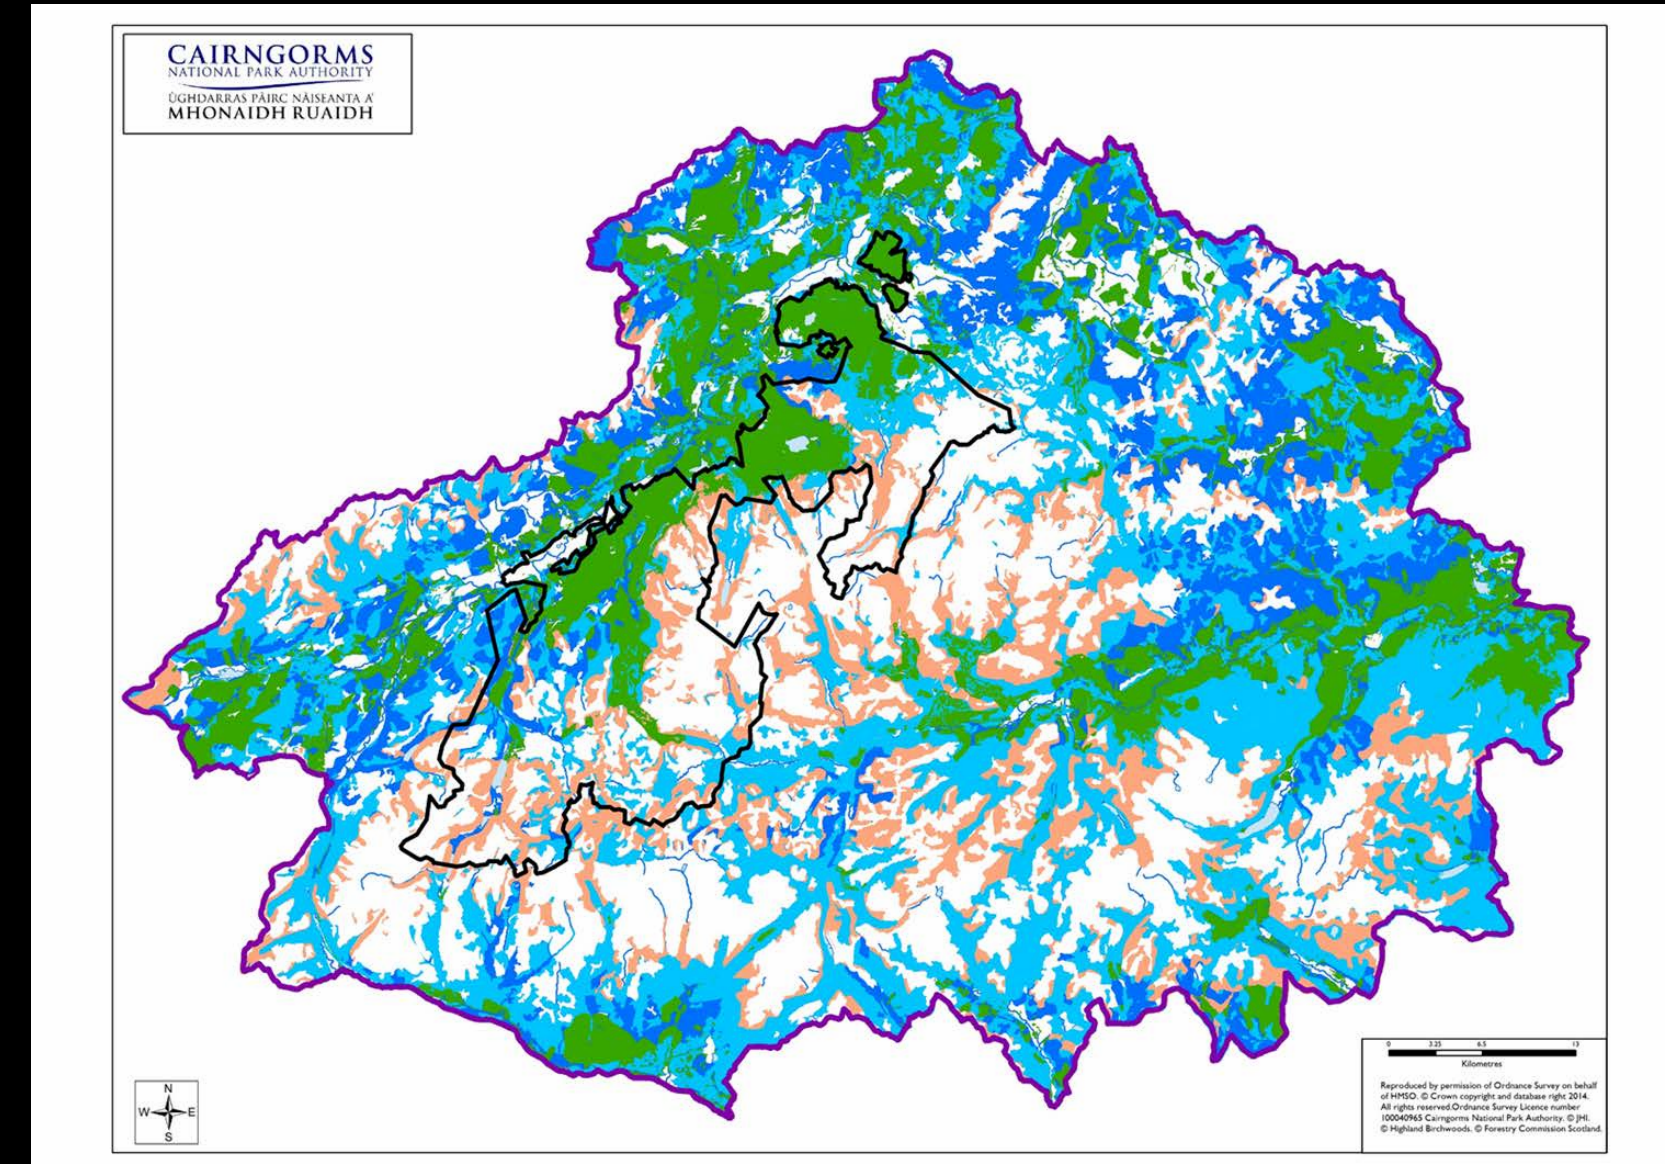 CAIRNGORMS
NATIONAL PARK AUTHORITY
ÙGHDARRAS PÀIRC NÀISEANTA A'
MHONAIDH RUAIDH
N
W E
S
0 3.25 6.5 13
Kilometres
Reproduced by permission of Ordnance Survey on behalf
of HMSO. © Crown copyright and database right 2014.
All rights reserved.Ordnance Survey Licence number
100040965 Cairngorms National Park Authority. © JHI.
© Highland Birchwoods. © Forestry Commission Scotland.